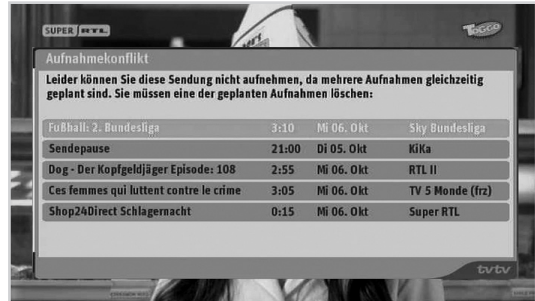 SUPER RTL
TOGGO
Aufnahmekonflikt
Leider können Sie diese Sendung nicht aufnehmen, da mehrere Aufnahmen gleichzeitig
geplant sind. Sie müssen eine der geplanten Aufnahmen löschen:
Fußball: 2. Bundesliga 3:10 Mi 06. Okt Sky Bundesliga
Sendepause 21:00 Di 05. Okt KiKa
Dog - Der Kopfgeldjäger Episode: 108 2:55 Mi 06. Okt RTL II
Ces femmes qui luttent contre le crime 3:05 Mi 06. Okt TV 5 Monde (frz)
Shop24Direct Schlagernacht 0:15 Mi 06. Okt Super RTL
tvtv